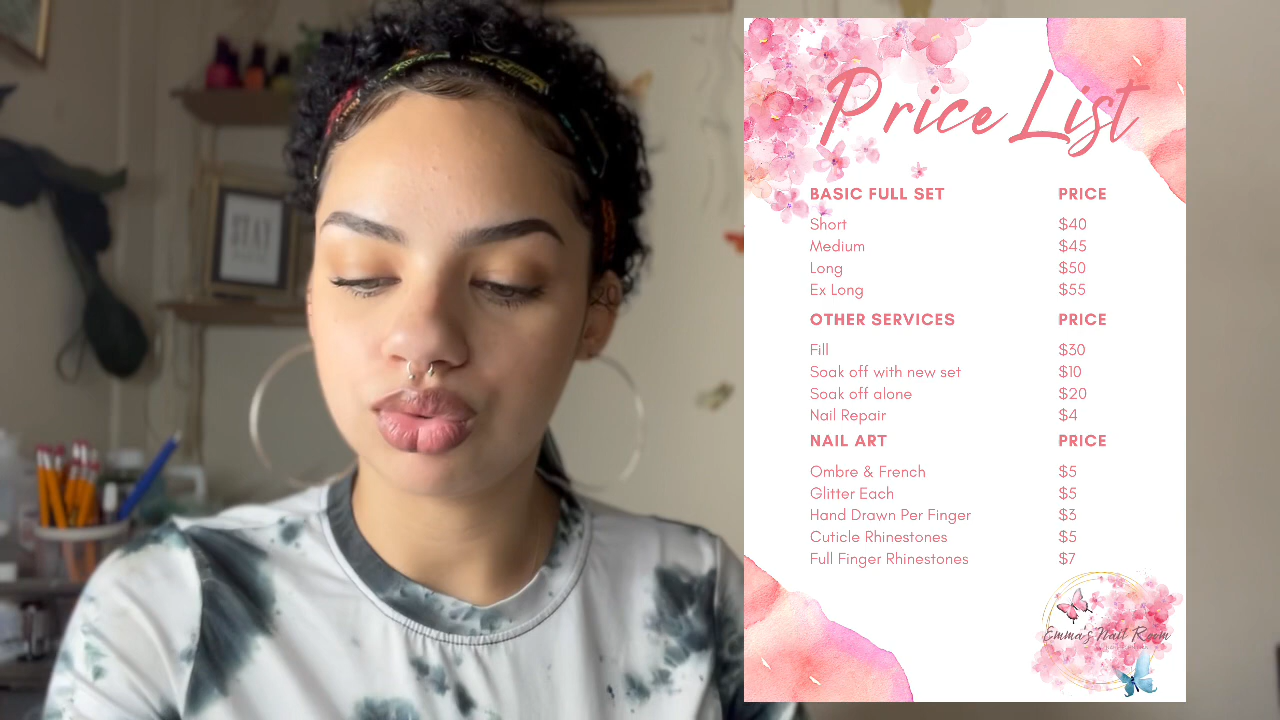 STAY
Price List
BASIC FULL SET PRICE
Short $40
Medium $45
Long $50
Ex Long $55
OTHER SERVICES PRICE
Fill $30
Soak off with new set $10
Soak off alone $20
Nail Repair $4
NAIL ART PRICE
Ombre & French $5
Glitter Each $5
Hand Drawn Per Finger $3
Cuticle Rhinestones $5
Full Finger Rhinestones $7
Emma's Nail Room